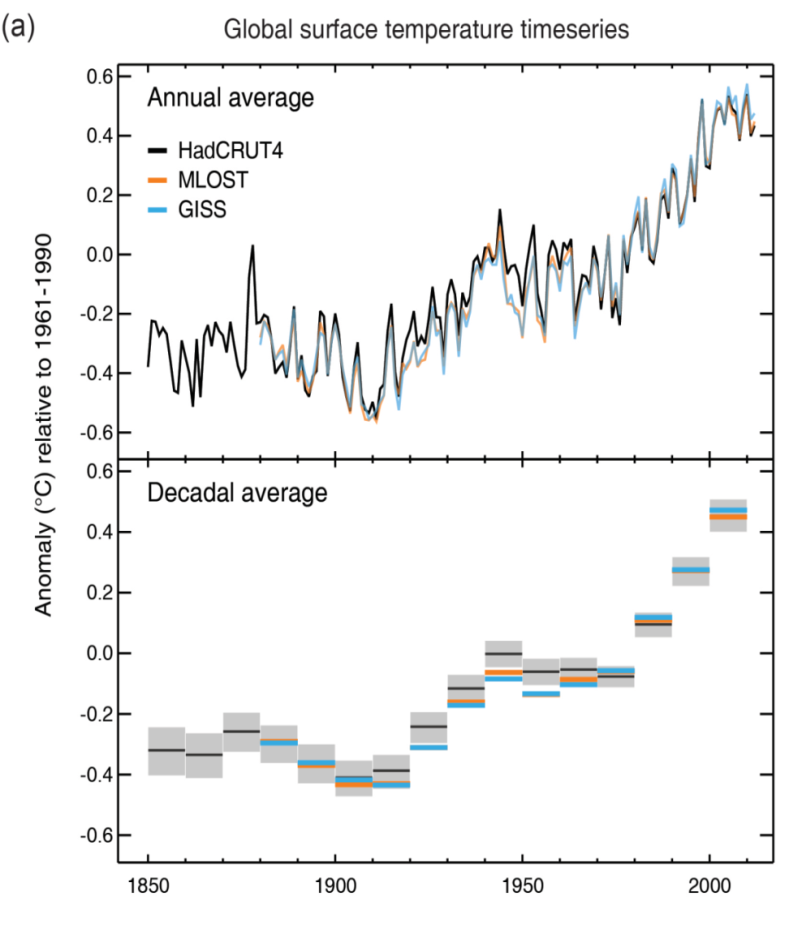 (a)
Global surface temperature timeseries
Anomaly (°C) relative to 1961-1990
Annual average
HadCRUT4
MLOST
GISS
0.6
0.4
0.2
0.0
-0.2
-0.4
-0.6
Decadal average
0.6
0.4
0.2
0.0
-0.2
-0.4
-0.6
1850 1900 1950 2000